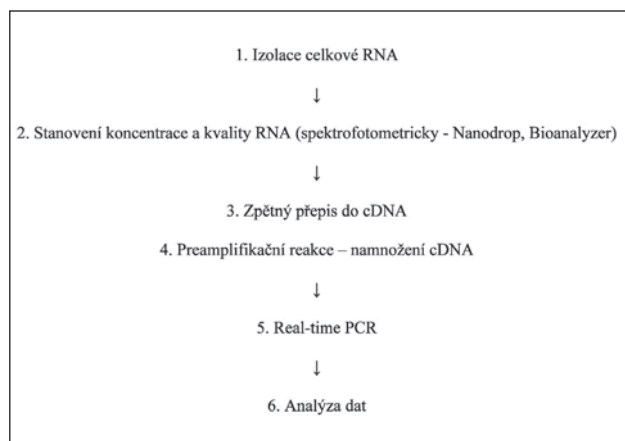 1. Izolace celkové RNA
↓
2. Stanovení koncentrace a kvality RNA (spektrofotometricky - Nanodrop, Bioanalyzer)
↓
3. Zpětný přepis do cDNA
4. Preamplifikační reakce – namnožení cDNA
↓
5. Real-time PCR
↓
6. Analýza dat